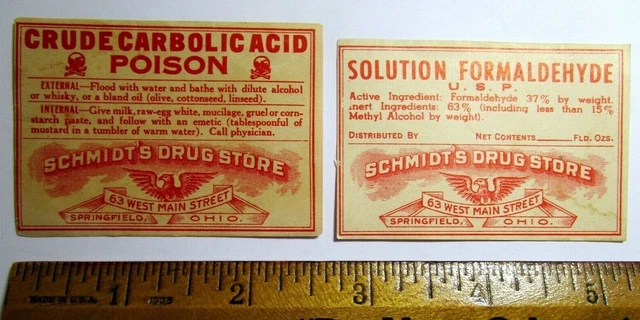 CRUDE CARBOLIC ACID
POISON
EXTERNAL—Flood with water and bathe with dilute alcohol
or whisky, or a bland oil (olive, cottonseed, linseed).
INTERNAL—Give milk, raw-egg white, mucilage, gruel or corn-
starch paste, and follow with an emetic (tablespoonful of
mustard in a tumbler of warm water). Call physician.
SCHMIDT'S DRUG STORE
63 WEST MAIN STREET
SPRINGFIELD, OHIO.
SOLUTION FORMALDEHYDE
U. S. P.
Active Ingredient: Formaldehyde 37% by weight.
nert Ingredients: 63% (including less than 15%
Methyl Alcohol by weight).
DISTRIBUTED BY NET CONTENTS______FLD. OZS.
SCHMIDT'S DRUG STORE
63 WEST MAIN STREET
SPRINGFIELD, OHIO.
1 2 3 4 5
MADE IN U.S.A.